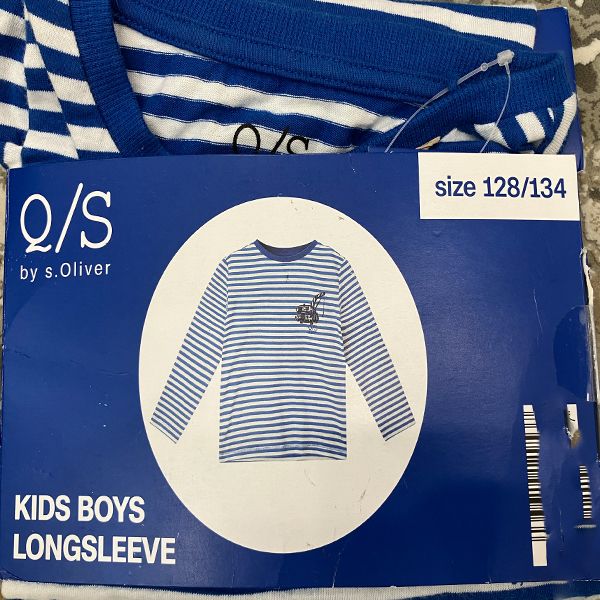 Q/S
Q/S
by s.Oliver
size 128/134
KIDS BOYS
LONGSLEEVE